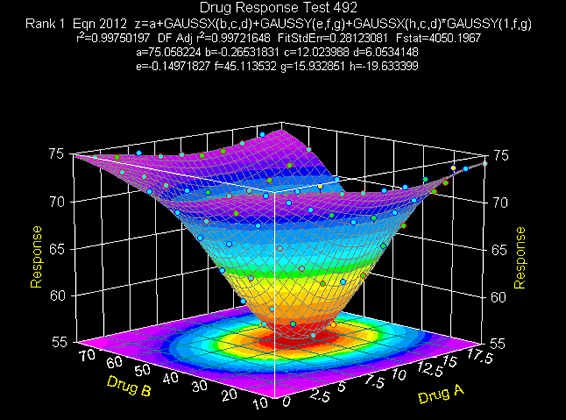 Drug Response Test 492
Rank 1 Eqn 2012 z=a+GAUSSX(b,c,d)+GAUSSY(e,f,g)+GAUSSX(h,c,d)*GAUSSY(1,f,g)
r²=0.99750197 DF Adj r²=0.99721648 FitStdErr=0.28123081 Fstat=4050.1967
a=75.058224 b=-0.26531831 c=12.023988 d=6.0534148
e=-0.14971827 f=45.113532 g=15.932851 h=-19.633399
75
70
65
60
55
Response
75
70
65
60
55
Response
70 60 50 40 30 20 10
Drug B
0 2.5 5 7.5 10 12.5 15 17.5
Drug A